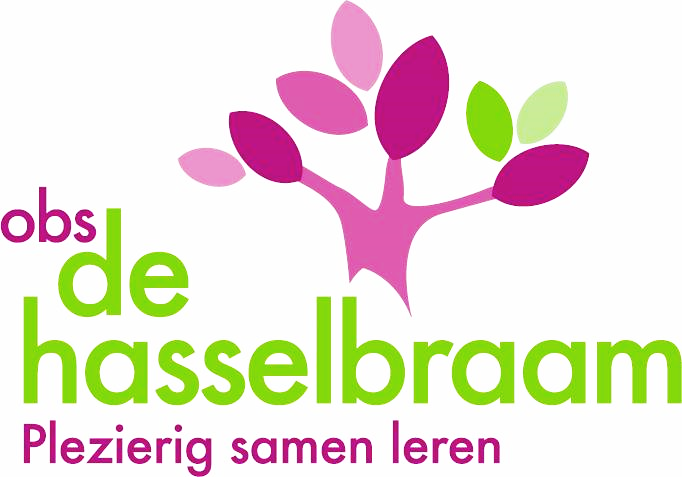 obs
de
hasselbraam
Plezierig samen leren